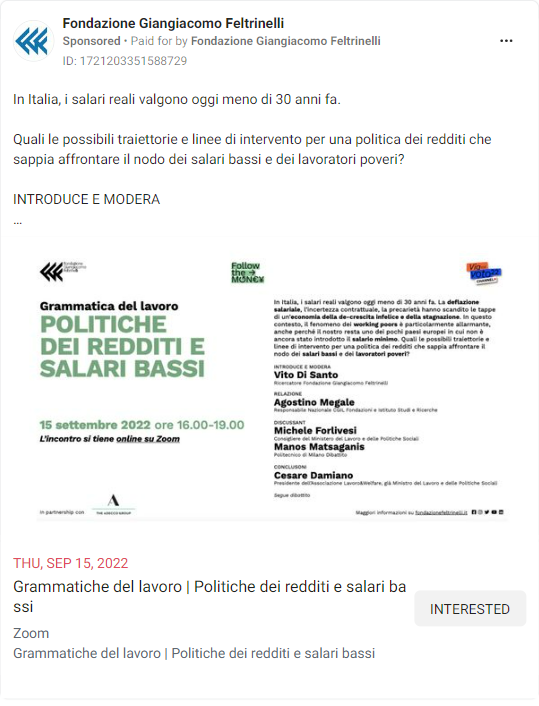 Fondazione Giangiacomo Feltrinelli
Sponsored • Paid for by Fondazione Giangiacomo Feltrinelli
ID: 1721203351588729
In Italia, i salari reali valgono oggi meno di 30 anni fa.
Quali le possibili traiettorie e linee di intervento per una politica dei redditi che
sappia affrontare il nodo dei salari bassi e dei lavoratori poveri?
INTRODUCE E MODERA
...
Fondazione
Giangiacomo
Feltrinelli
Follow
the
MON€¥
Grammatica del lavoro
POLITICHE
DEI REDDITI E
SALARI BASSI
15 settembre 2022 ore 16.00-19.00
L'incontro si tiene online su Zoom
In partnership con
THE ADECCO GROUP
In Italia, i salari reali valgono oggi meno di 30 anni fa. La deflazione
salariale, l'incertezza contrattuale, la precarietà hanno scandito le tappe
di un'economia della de-crescita infelice e della stagnazione. In questo
contesto, il fenomeno dei working poors è particolarmente allarmante,
anche perché il nostro resta uno dei pochi paesi europei in cui non è
ancora stato introdotto il salario minimo. Quali le possibili traiettorie e
linee di intervento per una politica dei redditi che sappia affrontare il
nodo dei salari bassi e dei lavoratori poveri?
INTRODUCE E MODERA
Vito Di Santo
Ricercatore Fondazione Giangiacomo Feltrinelli
RELAZIONE
Agostino Megale
Responsabile Nazionale CGIL, Fondazioni e Istituto Studi e Ricerche
DISCUSSANT
Michele Forlivesi
Consigliere del Ministero del Lavoro e delle Politiche Sociali
Manos Matsaganis
Politecnico di Milano Dibattito
CONCLUSIONI
Cesare Damiano
Presidente dell'Associazione Lavoro&Welfare, già Ministro del Lavoro e delle Politiche Sociali
Segue dibattito
Maggiori informazioni su fondazionefeltrinelli.it
THU, SEP 15, 2022
Grammatiche del lavoro | Politiche dei redditi e salari ba
ssi
INTERESTED
Zoom
Grammatiche del lavoro | Politiche dei redditi e salari bassi